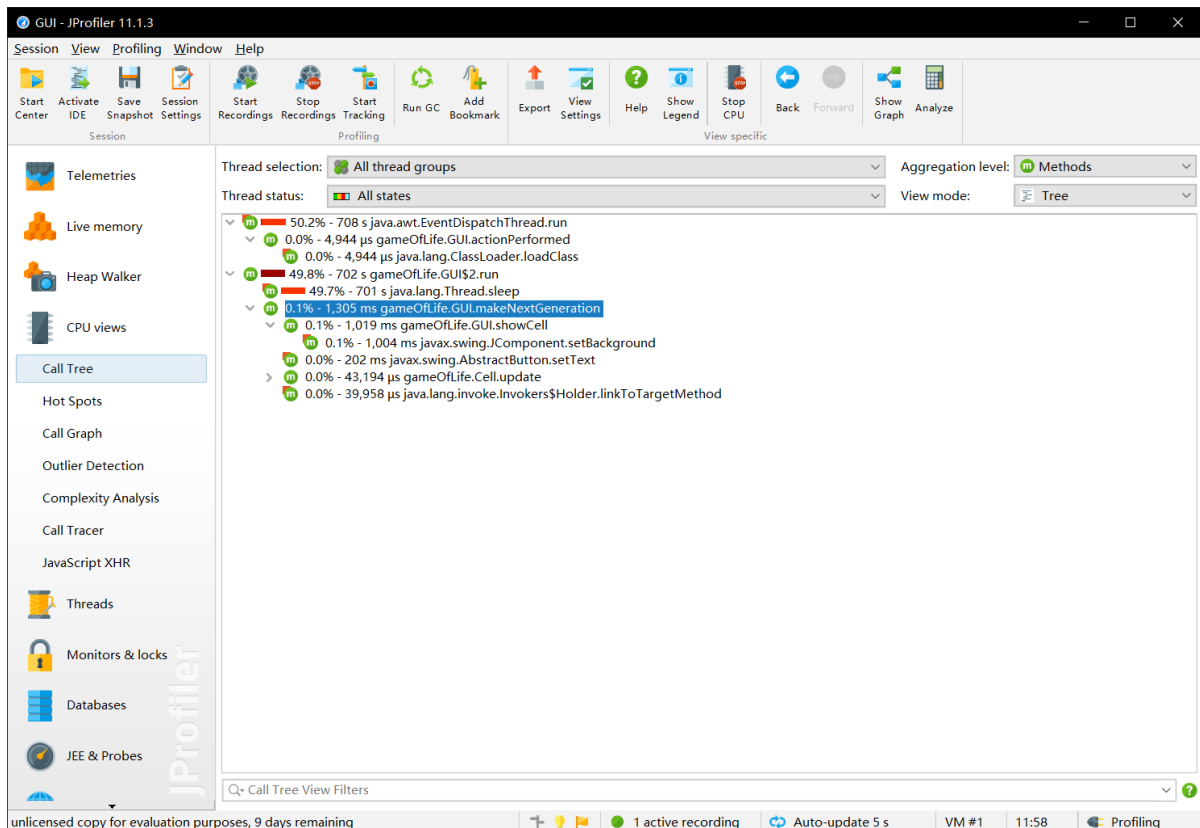 GUI - JProfiler 11.1.3
Session View Profiling Window Help
Start Center
Activate IDE
Save Snapshot
Session Settings
Start Recordings
Stop Recordings
Start Tracking
Run GC
Add Bookmark
Export
View Settings
Help
Show Legend
Stop CPU
Back
Forward
Show Graph
Analyze
Session
Profiling
View specific
Telemetries
Live memory
Heap Walker
CPU views
Call Tree
Hot Spots
Call Graph
Outlier Detection
Complexity Analysis
Call Tracer
JavaScript XHR
Threads
Monitors & locks
Databases
JEE & Probes
JProfiler
Thread selection: All thread groups
Aggregation level: Methods
Thread status: All states
View mode: Tree
50.2% - 708 s java.awt.EventDispatchThread.run
0.0% - 4,944 µs gameOfLife.GUI.actionPerformed
0.0% - 4,944 µs java.lang.ClassLoader.loadClass
49.8% - 702 s gameOfLife.GUI$2.run
49.7% - 701 s java.lang.Thread.sleep
0.1% - 1,305 ms gameOfLife.GUI.makeNextGeneration
0.1% - 1,019 ms gameOfLife.GUI.showCell
0.1% - 1,004 ms javax.swing.JComponent.setBackground
0.0% - 202 ms javax.swing.AbstractButton.setText
0.0% - 43,194 µs gameOfLife.Cell.update
0.0% - 39,958 µs java.lang.invoke.Invokers$Holder.linkToTargetMethod
Call Tree View Filters
unlicensed copy for evaluation purposes, 9 days remaining
1 active recording
Auto-update 5 s
VM #1
11:58
Profiling